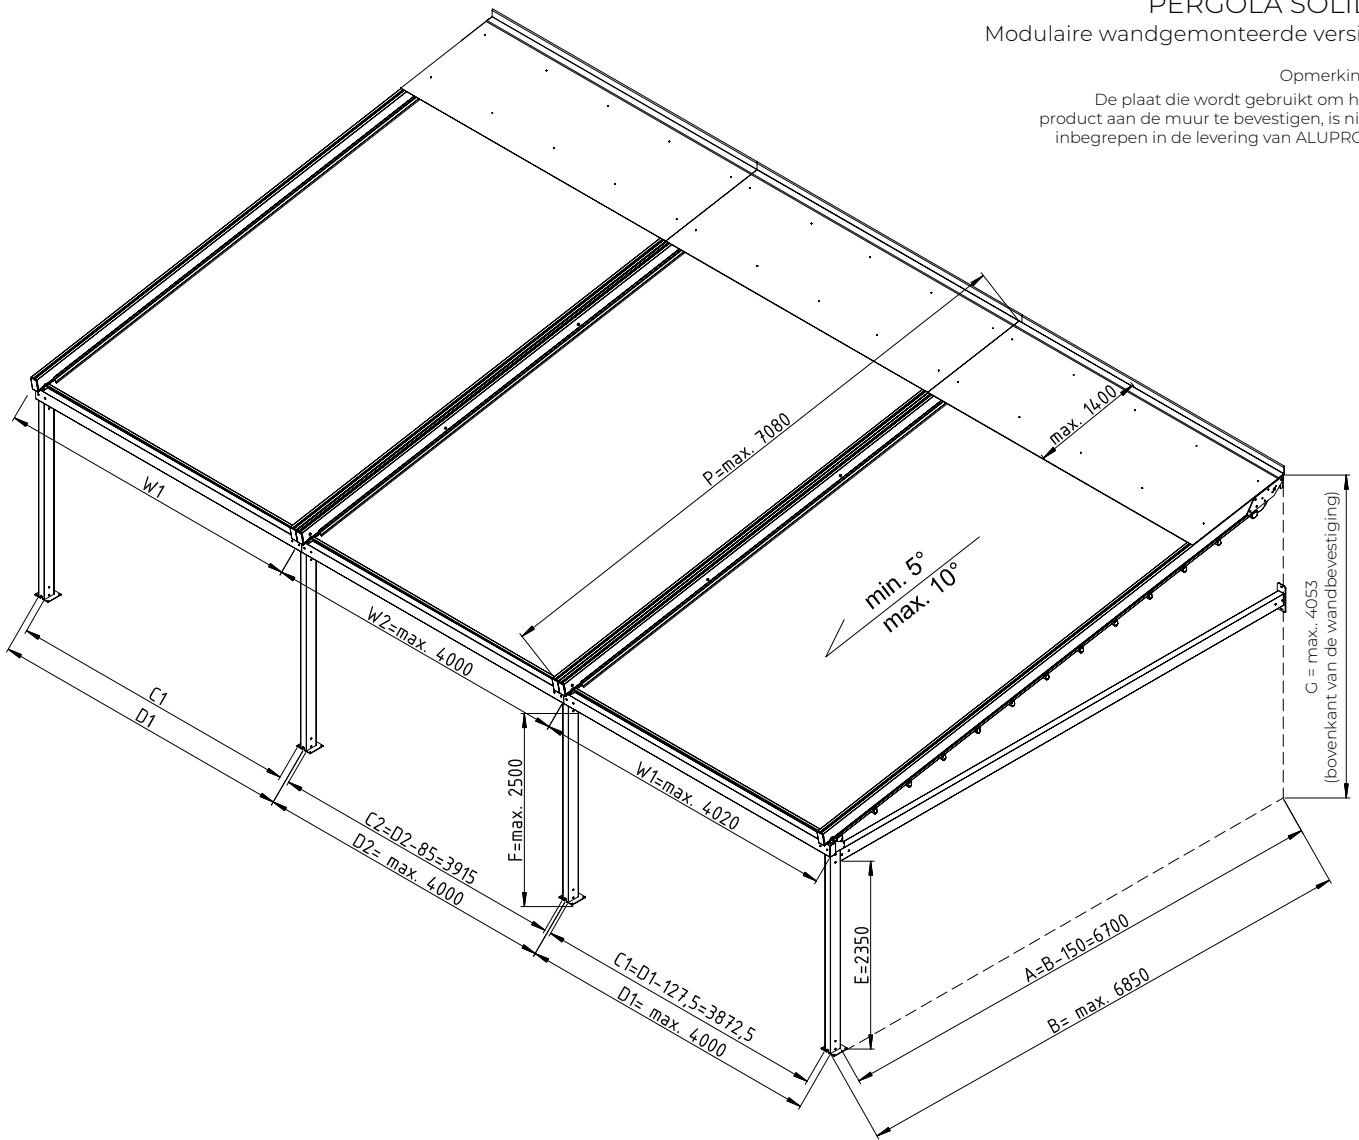 PERGOLA SOLID
Modulaire wandgemonteerde versi
Opmerkin
De plaat die wordt gebruikt om h
product aan de muur te bevestigen, is ni
inbegrepen in de levering van ALUPRO
P=max. 7080
max. 1400
min. 5°
max. 10°
G = max.. 4053
(bovenkant van de wandbevestiging)
W1
W2=max. 4000
W1=max. 4020
C1
D1
F=max. 2500
C2=D2-85=3915
D2= max. 4000
E=2350
C1=D1-127,5=3872,5
D1= max. 4000
A=B-150=6700
B= max. 6850